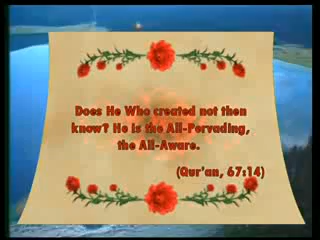 Does He Who created not then
know? He is the All-Pervading,
the All-Aware.
(Qur'an, 67:14)